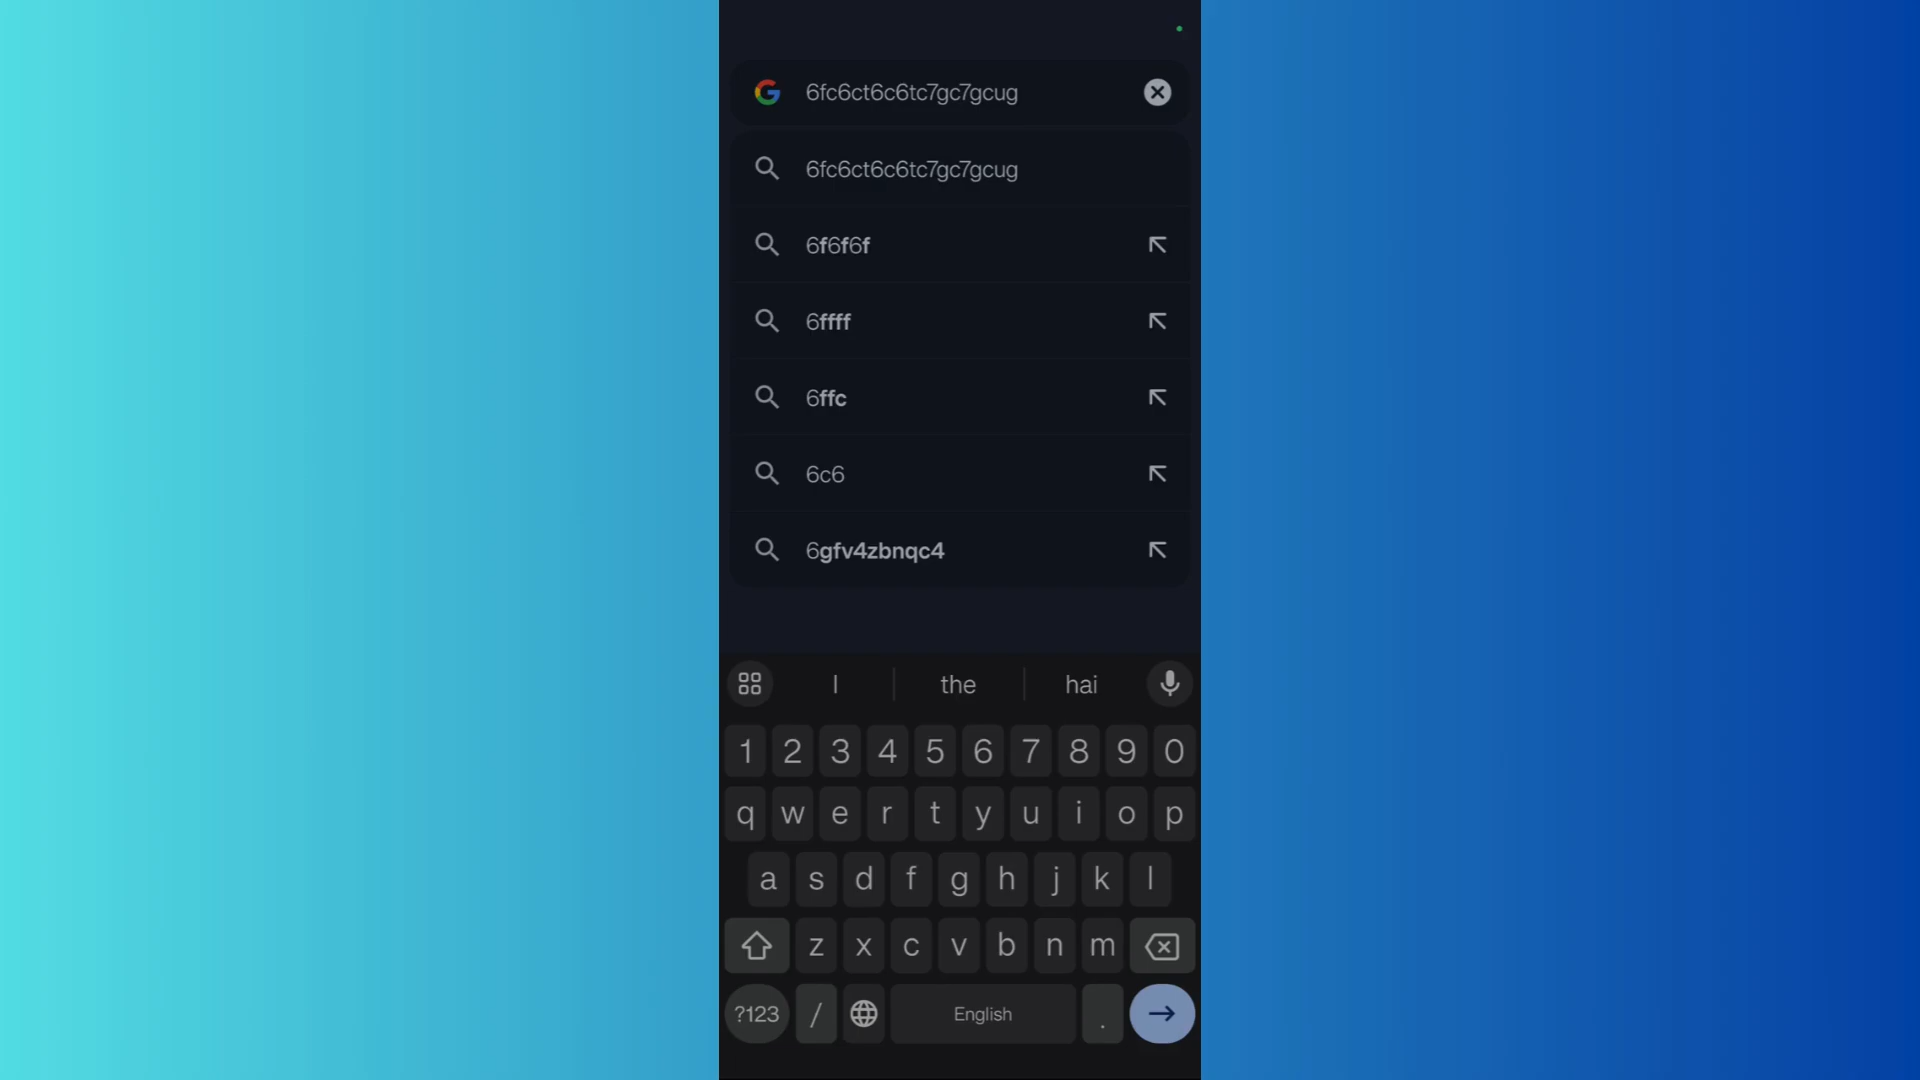 6fc6ct6c6tc7gc7gcug
6fc6ct6c6tc7gc7gcug
6f6f6f
6ffff
6ffc
6c6
6gfv4zbnqc4
I the hai
1 2 3 4 5 6 7 8 9 0
q w e r t y u i o p
a s d f g h j k l
z x c v b n m
?123 / English .